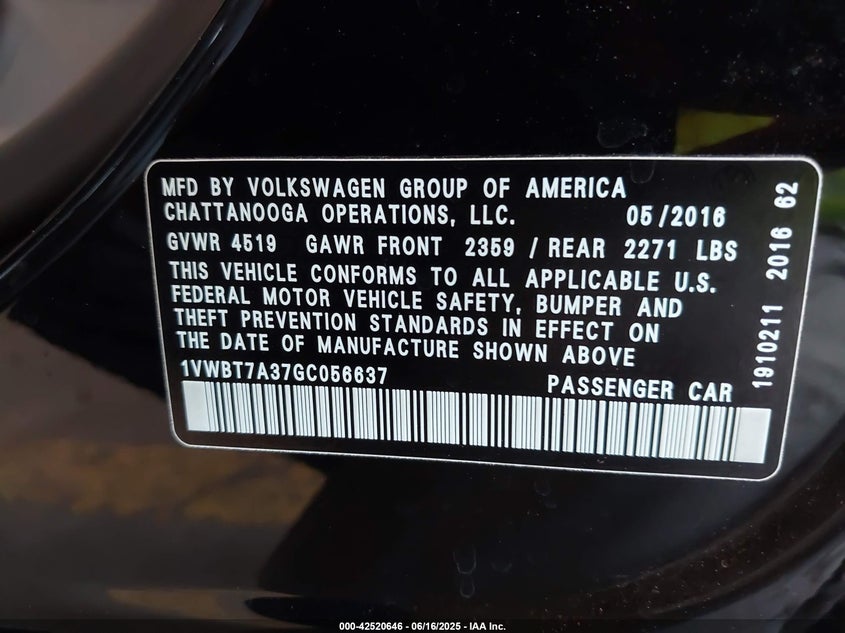 MFD BY VOLKSWAGEN GROUP OF AMERICA
CHATTANOOGA OPERATIONS, LLC. 05/2016
GVWR 4519 GAWR FRONT 2359 / REAR 2271 LBS
THIS VEHICLE CONFORMS TO ALL APPLICABLE U.S.
FEDERAL MOTOR VEHICLE SAFETY, BUMPER AND
THEFT PREVENTION STANDARDS IN EFFECT ON
THE DATE OF MANUFACTURE SHOWN ABOVE
1VWBT7A37GC056637 PASSENGER CAR
1910211 2016 62
000-42520646 - 06/16/2025 - IAA Inc.